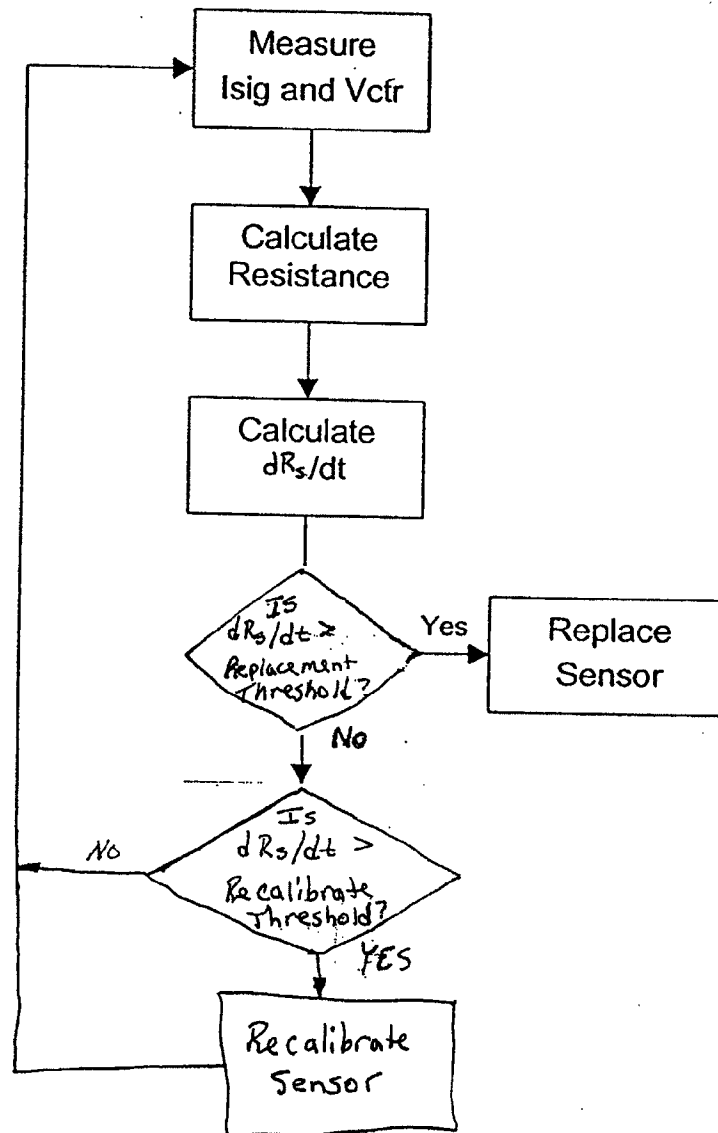 Measure
Isig and Vctr
Calculate
Resistance
Calculate
dRs/dt
Is
dRs/dt >
Replacement
Threshold?
Yes
Replace
Sensor
No
Is
dRs/dt >
Recalibrate
Threshold?
No
YES
Recalibrate
Sensor